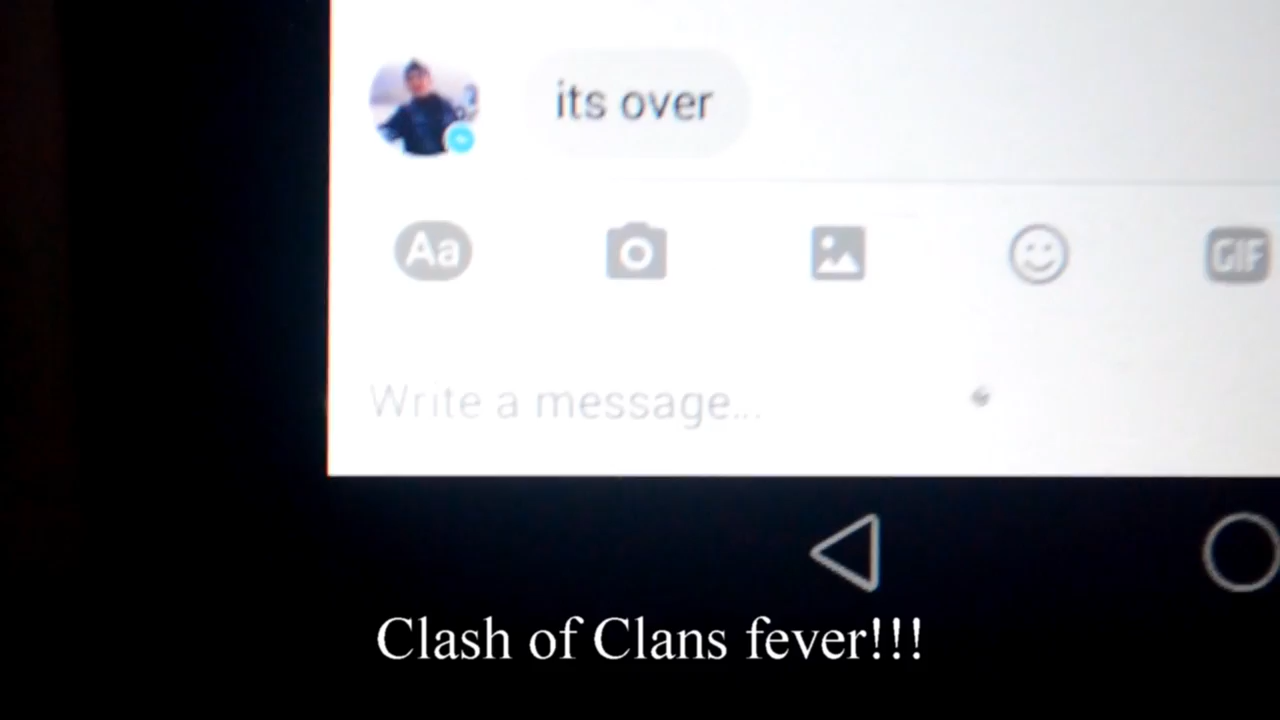 its over
Aa
GIF
Write a message...
Clash of Clans fever!!!